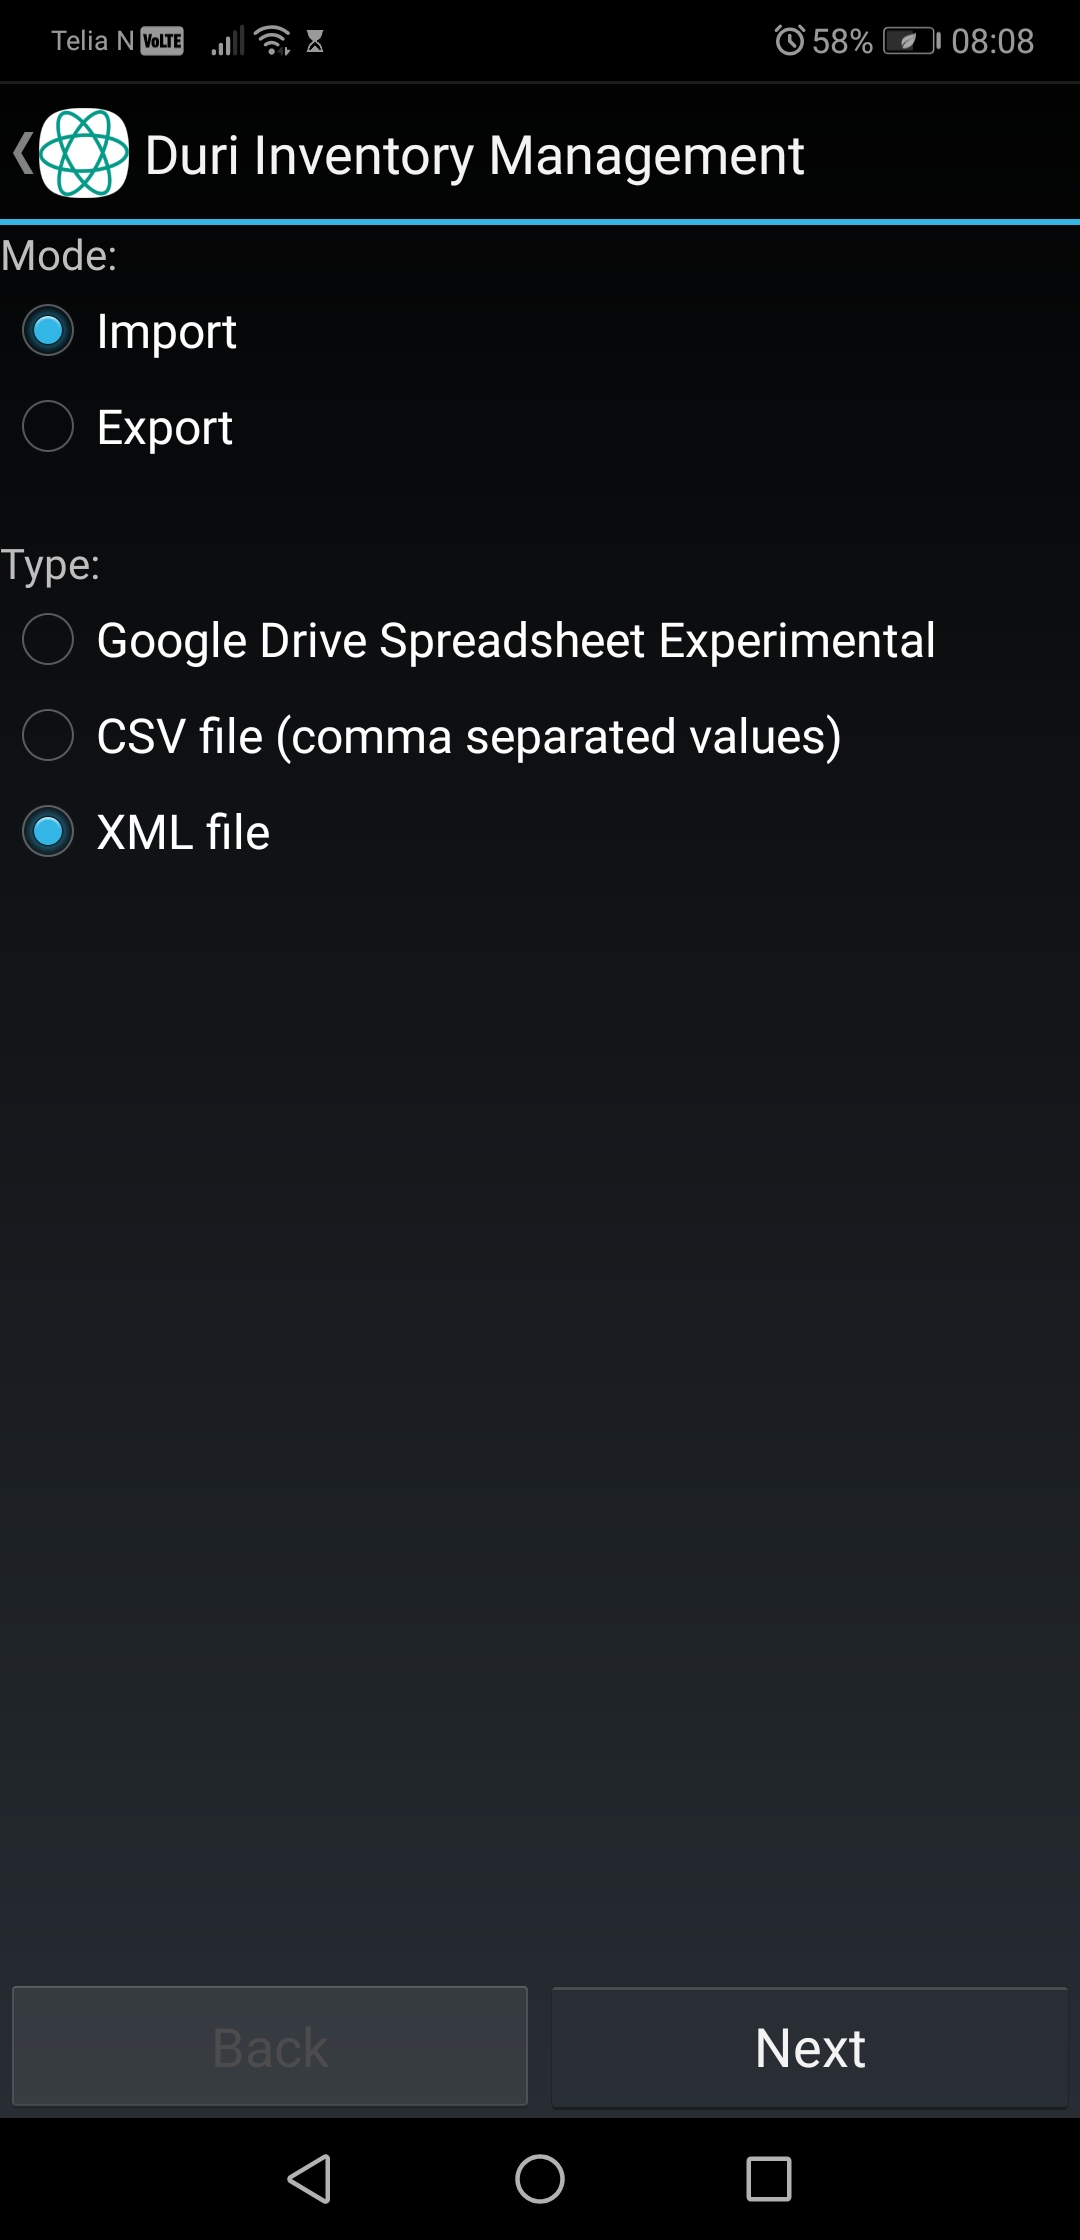 Telia N VoLTE 58% 08:08
Duri Inventory Management
Mode:
Import
Export
Type:
Google Drive Spreadsheet Experimental
CSV file (comma separated values)
XML file
Back Next